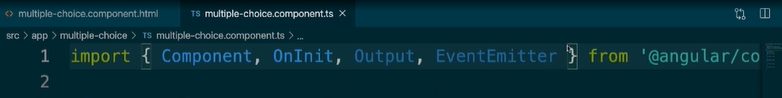 <> multiple-choice.component.html TS multiple-choice.component.ts ×
src > app > multiple-choice > TS multiple-choice.component.ts > ...
1 import { Component, OnInit, Output, EventEmitter } from '@angular/co
2